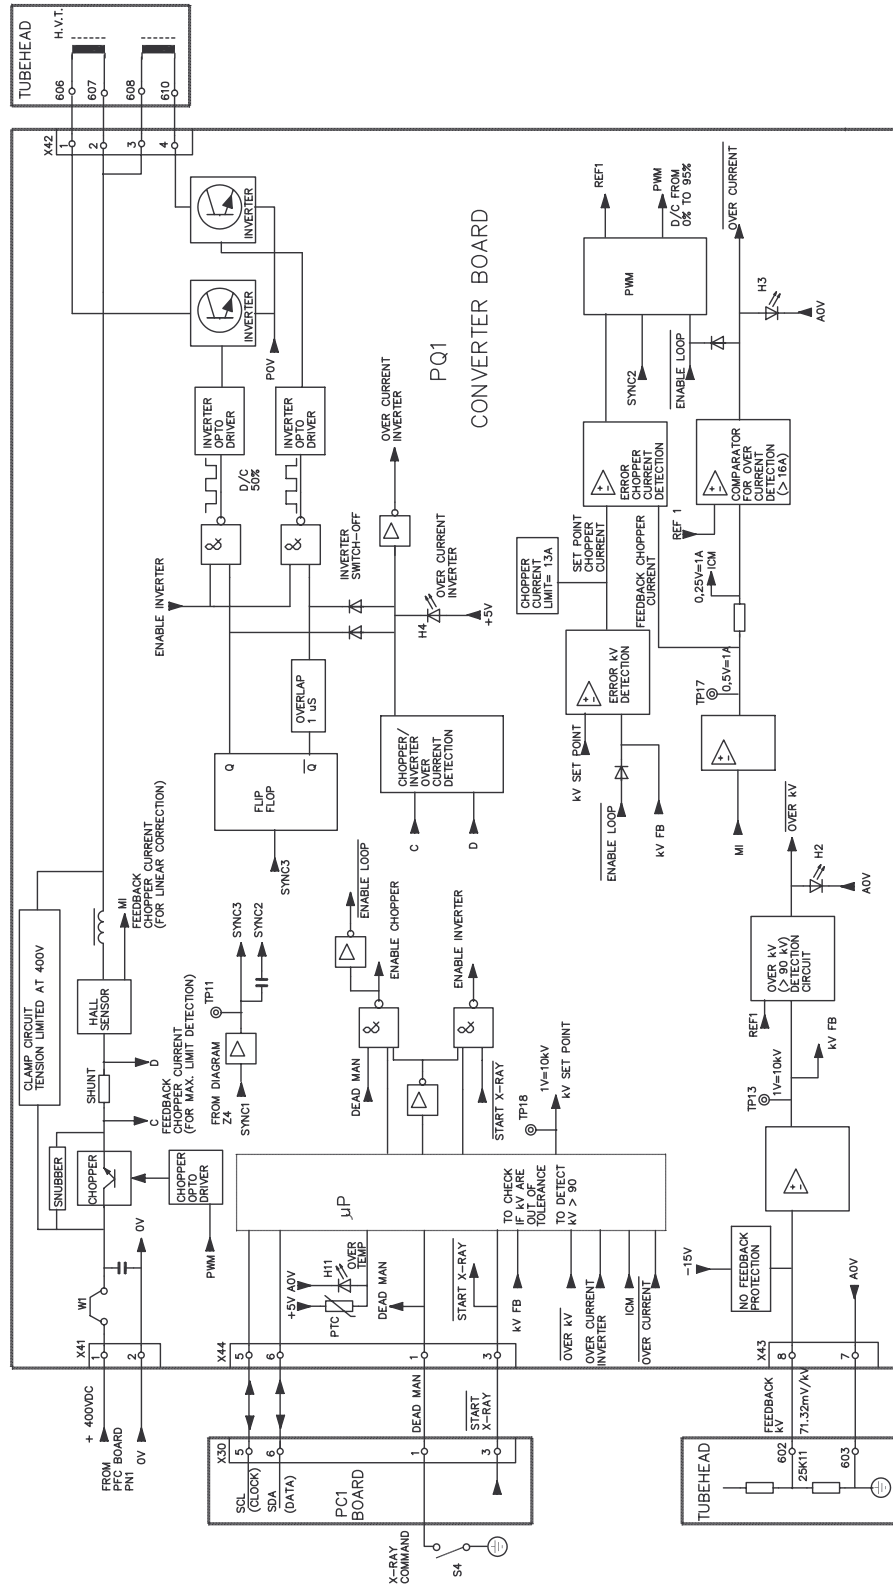 TUBEHEAD
H.V.T.
606
607
608
610
X42
1
2
3
4
INVERTER
INVERTER
P0V
PQ1
CONVERTER BOARD
INVERTER
OPTO
DRIVER
INVERTER
OPTO
DRIVER
D/C
50%
&
&
ENABLE INVERTER
INVERTER
SWITCH-OFF
OVER CURRENT
INVERTER
H4
OVER CURRENT
INVERTER
+5V
OVERLAP
1 uS
Q
Q
FLIP
FLOP
SYNC3
CHOPPER/
INVERTER
OVER
CURRENT
DETECTION
C
D
REF1
PWM
D/C FROM
0% TO 95%
PWM
SYNC2
ENABLE LOOP
OVER CURRENT
H3
A0V
ERROR
CHOPPER
CURRENT
DETECTION
COMPARATOR
FOR OVER
CURRENT
DETECTION
(> 16A)
REF 1
CHOPPER
CURRENT
LIMIT= 13A
SET POINT
CHOPPER
CURRENT
FEEDBACK CHOPPER
CURRENT
0,25V=1A
ICM
ERROR kV
DETECTION
TP17
0,5V=1A
kV SET POINT
ENABLE LOOP
kV FB
MI
CLAMP CIRCUIT
TENSION LIMITED AT 400V
HALL
SENSOR
MI
FEEDBACK
CHOPPER CURRENT
(FOR LINEAR CORRECTION)
SHUNT
D
C
FEEDBACK
CHOPPER CURRENT
(FOR MAX. LIMIT DETECTION)
SNUBBER
CHOPPER
CHOPPER
OPTO
DRIVER
PWM
0V
W1
X41
1
2
+ 400VDC
FROM
PFC BOARD
PN1
0V
TP11
SYNC3
SYNC2
FROM DIAGRAM
Z4
SYNC1
ENABLE LOOP
ENABLE CHOPPER
&
DEAD MAN
ENABLE INVERTER
&
START X-RAY
TP18
1V=10kV
kV SET POINT
µP
TO CHECK
IF kV ARE
OUT OF
TOLERANCE
TO DETECT
kV > 90
+5V
A0V
H11
OVER
TEMP
PTC
DEAD MAN
START X-RAY
kV FB
OVER kV
OVER CURRENT
INVERTER
ICM
OVER CURRENT
X44
5
6
1
3
DEAD MAN
START
X-RAY
X30
5
6
1
3
SCL
(CLOCK)
SDA
(DATA)
PC1
BOARD
X-RAY
COMMAND
S4
OVER kV
H2
A0V
OVER kV
(> 90 kV)
DETECTION
CIRCUIT
REF1
kV FB
TP13
1V=10kV
-15V
NO FEEDBACK
PROTECTION
A0V
X43
8
7
FEEDBACK
kV
71.32mV/kV
TUBEHEAD
602
25K11
603